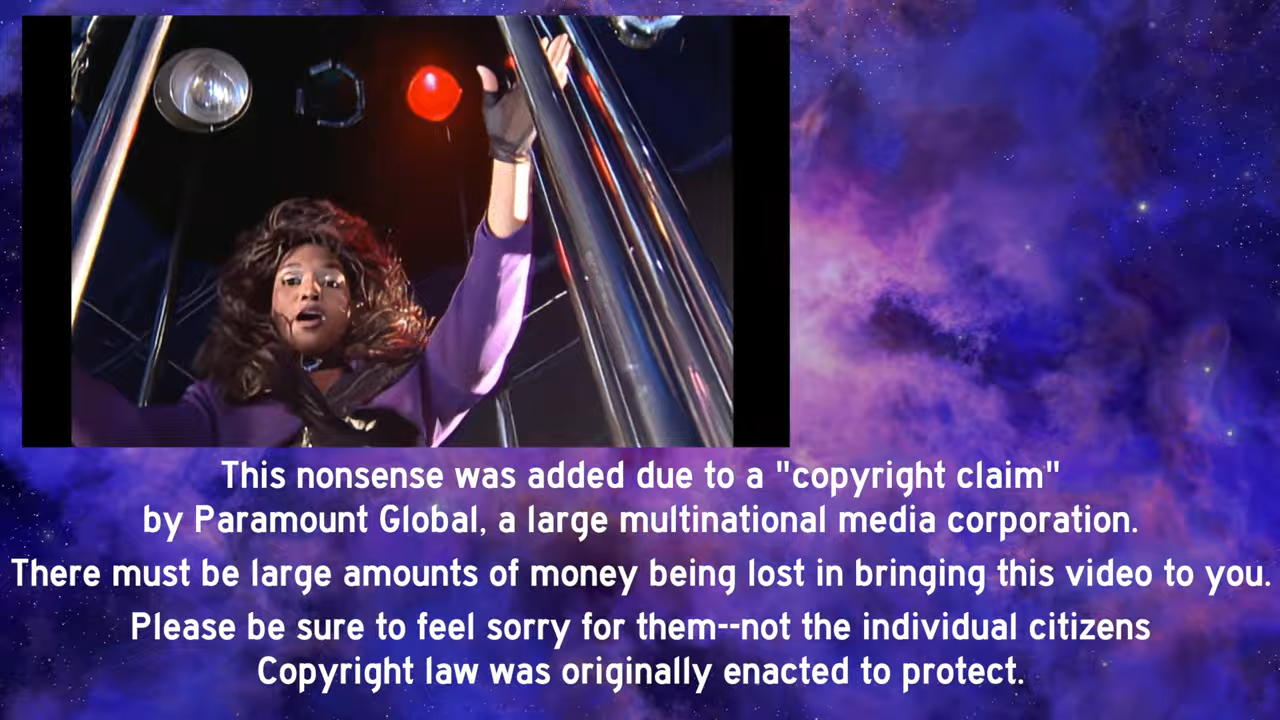 This nonsense was added due to a "copyright claim"
by Paramount Global, a large multinational media corporation.
There must be large amounts of money being lost in bringing this video to you.
Please be sure to feel sorry for them--not the individual citizens
Copyright law was originally enacted to protect.